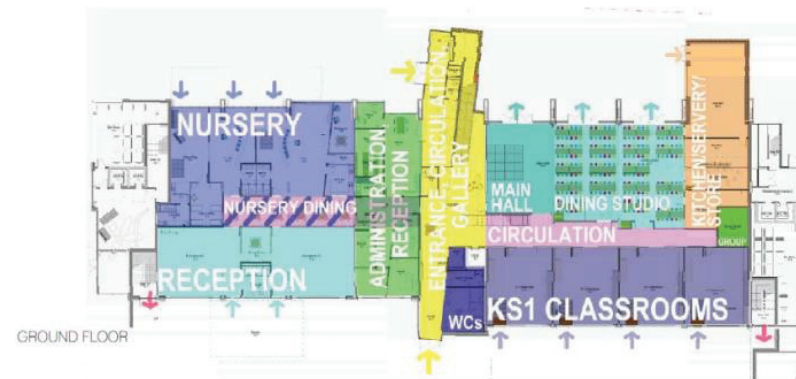 NURSERY
NURSERY DINING
RECEPTION
ADMINISTRATION,
RECEPTION
ENTRANCE, CIRCULATION,
GALLERY
MAIN
HALL
DINING STUDIO
KITCHEN/SERVERY/
STORE
CIRCULATION
GROUP
WCs
KS1 CLASSROOMS
GROUND FLOOR